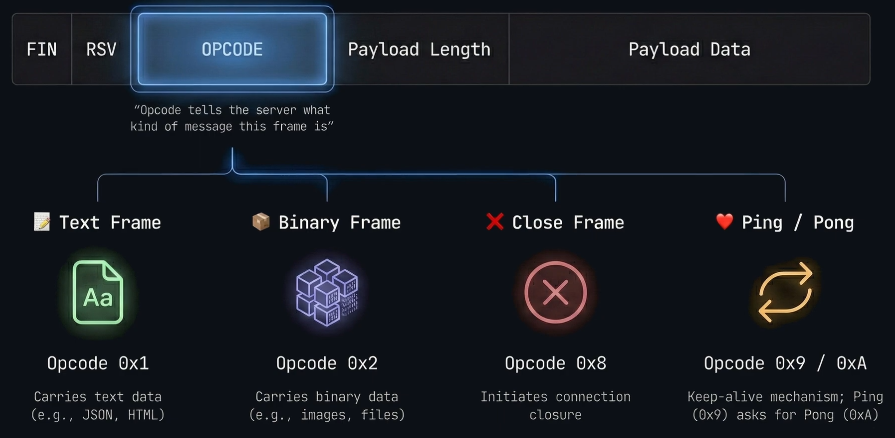 FIN RSV OPCODE Payload Length Payload Data
“Opcode tells the server what
kind of message this frame is”
📝 Text Frame
📦 Binary Frame
❌ Close Frame
❤️ Ping / Pong
Aa
Opcode 0x1
Opcode 0x2
Opcode 0x8
Opcode 0x9 / 0xA
Carries text data
(e.g., JSON, HTML)
Carries binary data
(e.g., images, files)
Initiates connection
closure
Keep-alive mechanism; Ping
(0x9) asks for Pong (0xA)